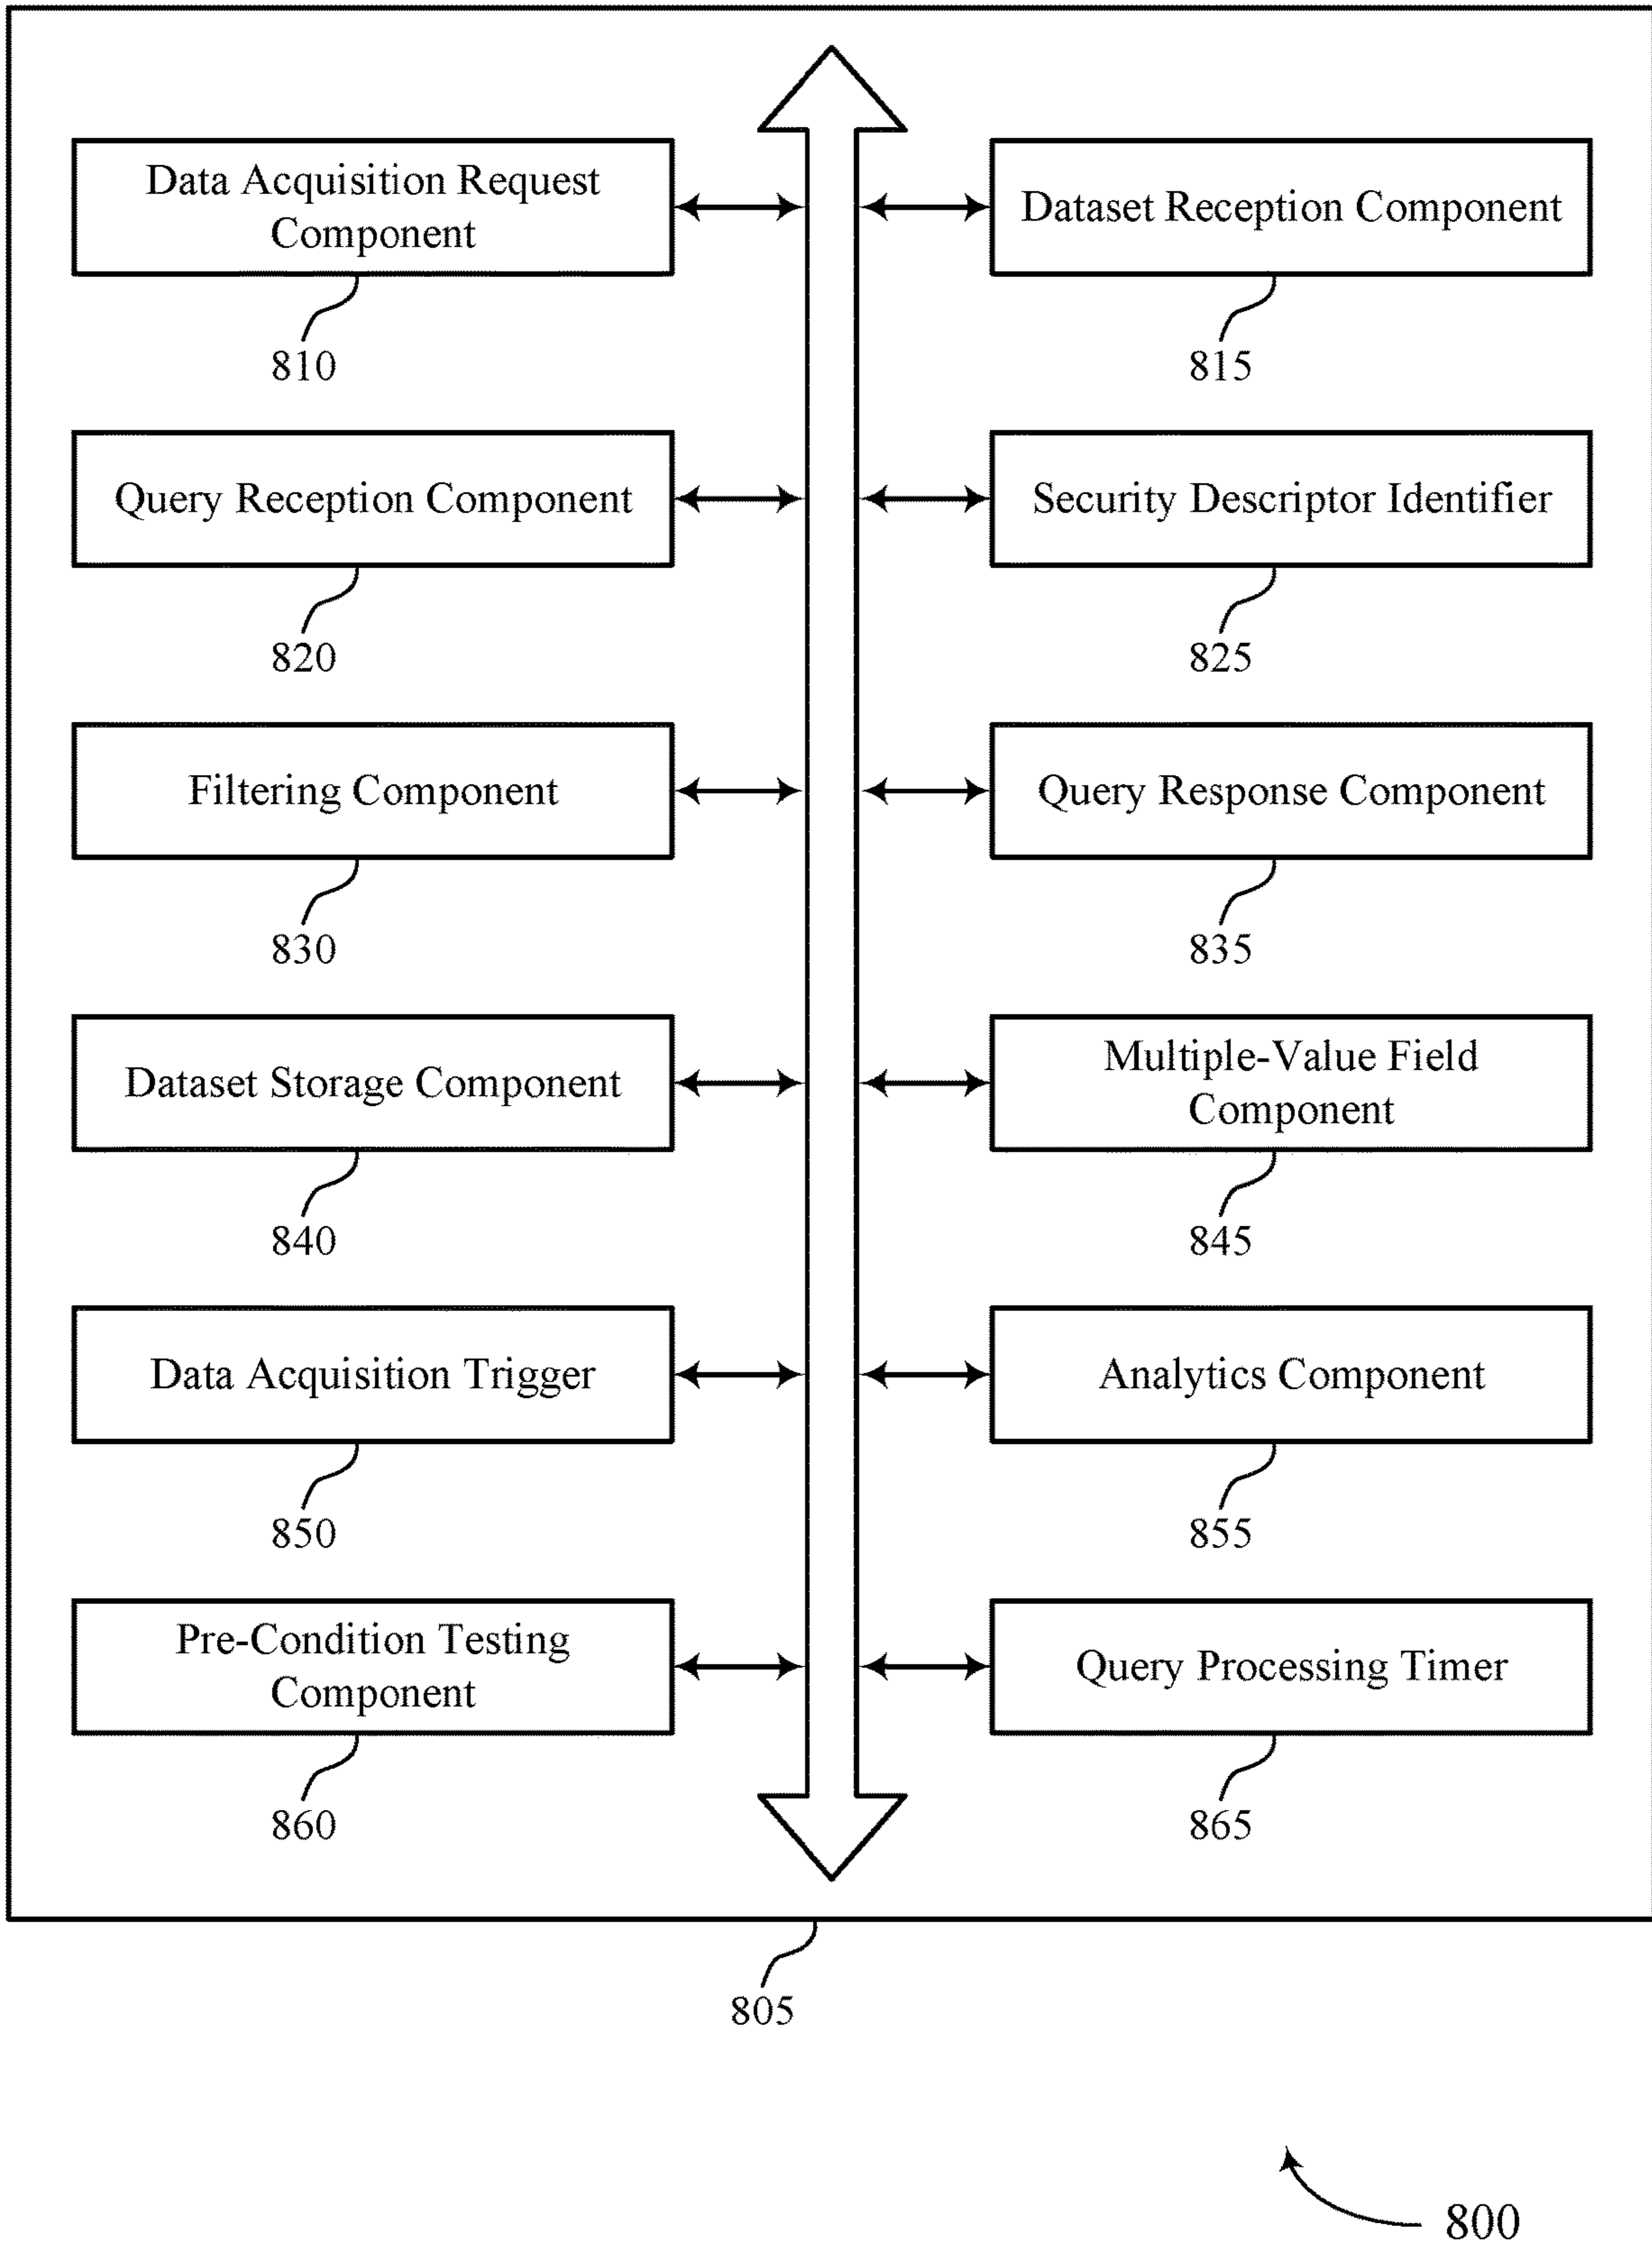 Data Acquisition Request
Component
810
Dataset Reception Component
815
Query Reception Component
820
Security Descriptor Identifier
825
Filtering Component
830
Query Response Component
835
Dataset Storage Component
840
Multiple-Value Field
Component
845
Data Acquisition Trigger
850
Analytics Component
855
Pre-Condition Testing
Component
860
Query Processing Timer
865
805
800